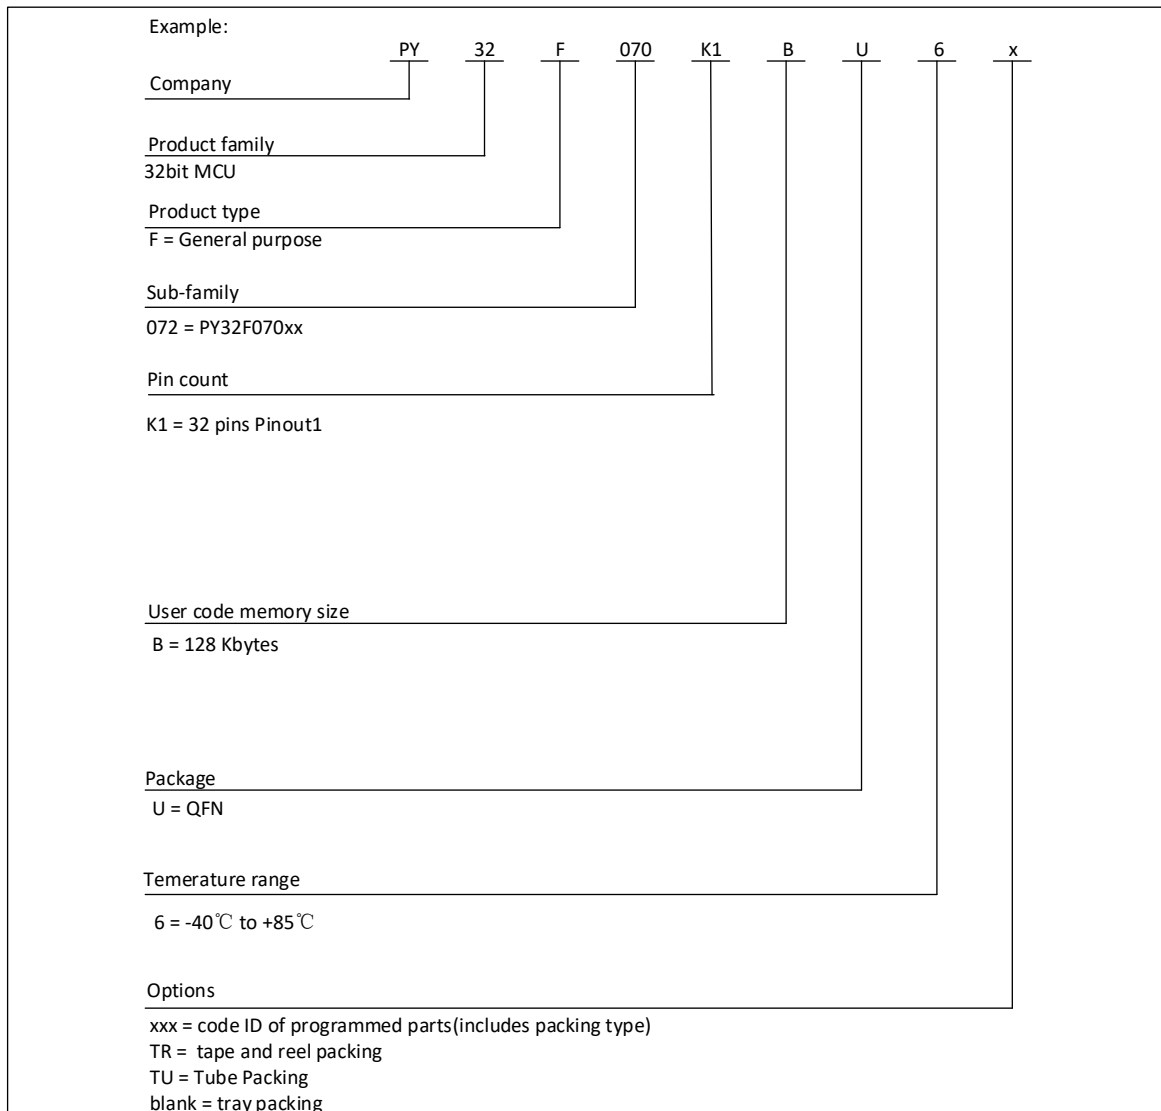 Example:
PY 32 F 070 K1 B U 6 x
Company
Product family
32bit MCU
Product type
F = General purpose
Sub-family
072 = PY32F070xx
Pin count
K1 = 32 pins Pinout1
User code memory size
B = 128 Kbytes
Package
U = QFN
Temerature range
6 = -40℃ to +85℃
Options
xxx = code ID of programmed parts(includes packing type)
TR = tape and reel packing
TU = Tube Packing
blank = tray packing